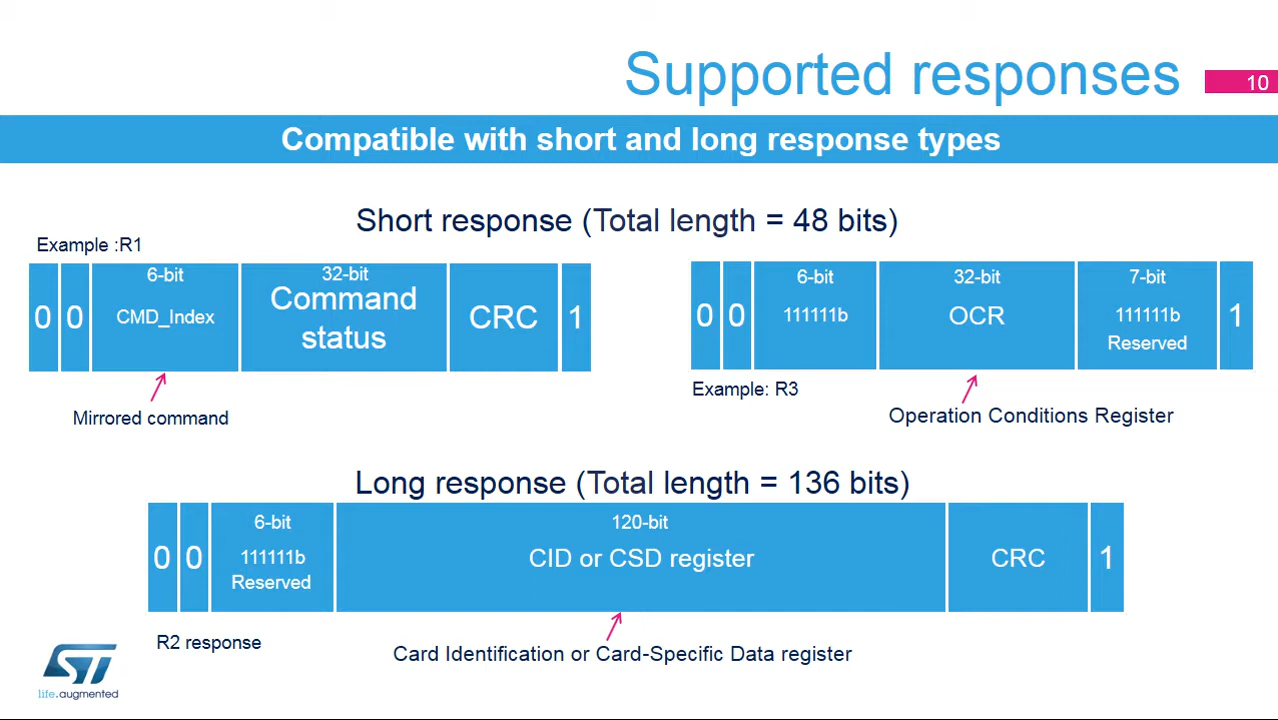 Supported responses
10
Compatible with short and long response types
Short response (Total length = 48 bits)
Example :R1
0 0 6-bit CMD_Index 32-bit Command status CRC 1
Mirrored command
0 0 6-bit 111111b 32-bit OCR 7-bit 111111b Reserved 1
Example: R3
Operation Conditions Register
Long response (Total length = 136 bits)
0 0 6-bit 111111b Reserved 120-bit CID or CSD register CRC 1
R2 response
Card Identification or Card-Specific Data register
ST
life.augmented